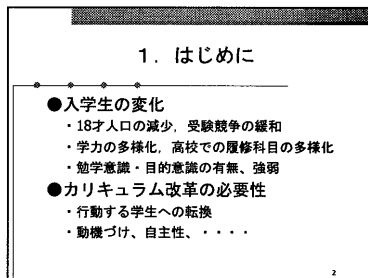 1．はじめに
●入学生の変化
・18才人口の減少，受験競争の緩和
・学力の多様化，高校での履修科目の多様化
・勉学意識・目的意識の有無、強弱
●カリキュラム改革の必要性
・行動する学生への転換
・動機づけ、自主性、・・・・
2